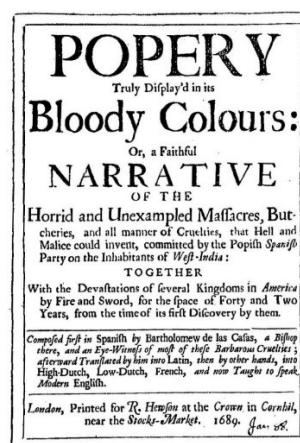 POPERY
Truly Diſplay'd in its
Bloody Colours:
Or, a Faithful
NARRATIVE
OF THE
Horrid and Unexampled Maſſacres, But-
cheries, and all manner of Cruelties, that Hell and
Malice could invent, committed by the Popiſh Spaniſh
Party on the Inhabitants of Weſt-India:
TOGETHER
With the Devaſtations of ſeveral Kingdoms in America
by Fire and Sword, for the ſpace of Forty and Two
Years, from the time of its firſt Diſcovery by them.
Compoſed firſt in Spaniſh by Bartholomew de las Caſas, a Biſhop
there, and an Eye-Witneſs of moſt of theſe Barbarous Cruelties;
afterward Tranſlated by him into Latin, then by other hands, into
High-Dutch, Low-Dutch, French, and now Taught to ſpeak
Modern Engliſh.
London, Printed for R. Hewſon at the Crown in Cornhil,
near the Stocks-Market. 1689.